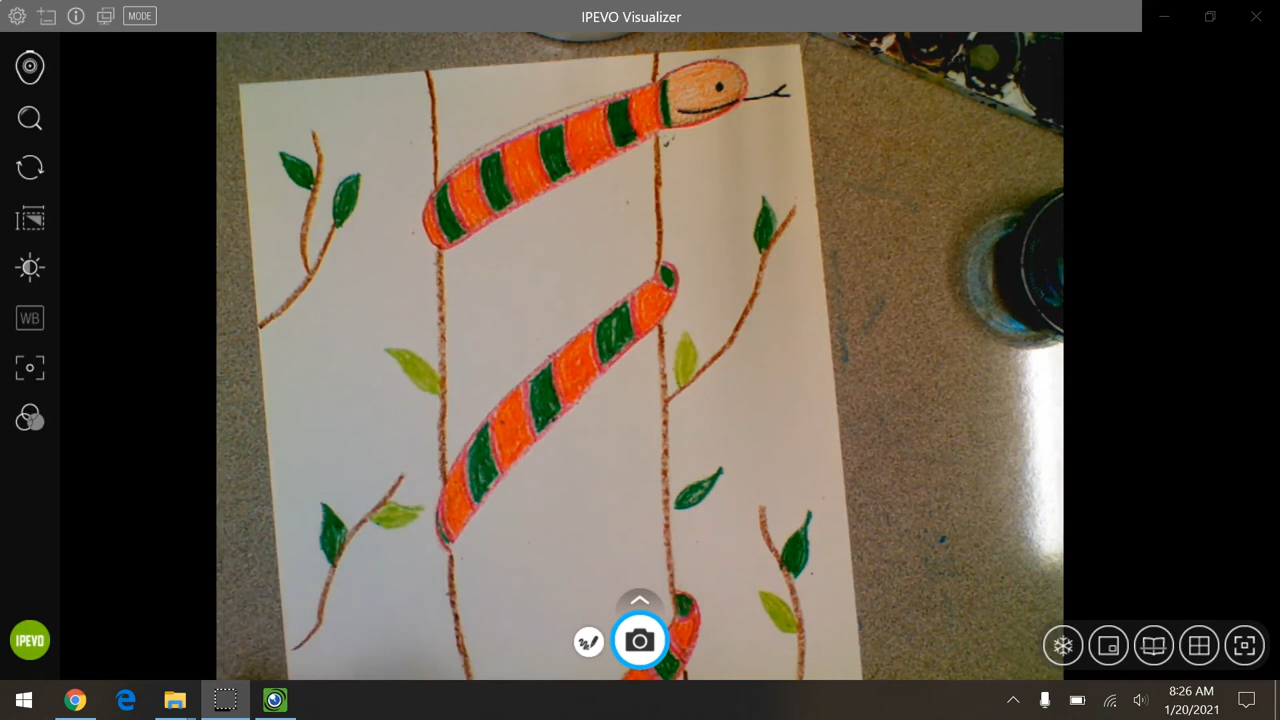 MODE
IPEVO Visualizer
WB
IPEVO
8:26 AM
1/20/2021